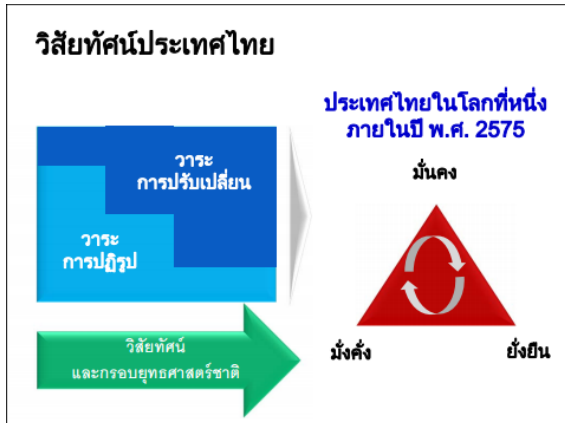 วิสัยทัศน์ประเทศไทย
ประเทศไทยในโลกที่หนึ่ง
ภายในปี พ.ศ. 2575
วาระ
การปรับเปลี่ยน
วาระ
การปฏิรูป
มั่นคง
มั่งคั่ง
ยั่งยืน
วิสัยทัศน์
และกรอบยุทธศาสตร์ชาติ